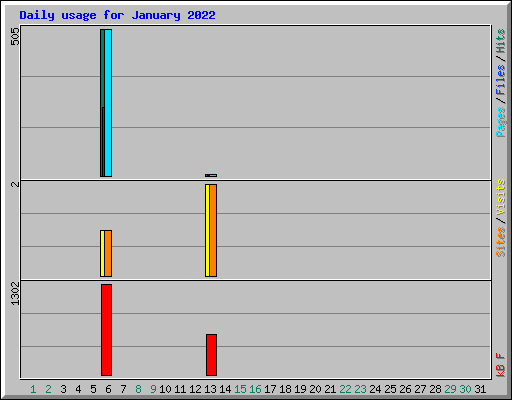 Daily usage for January 2022
505
2
1302
Pages/Files/Hits
Sites/Visits
kB F
1 2 3 4 5 6 7 8 9 10 11 12 13 14 15 16 17 18 19 20 21 22 23 24 25 26 27 28 29 30 31